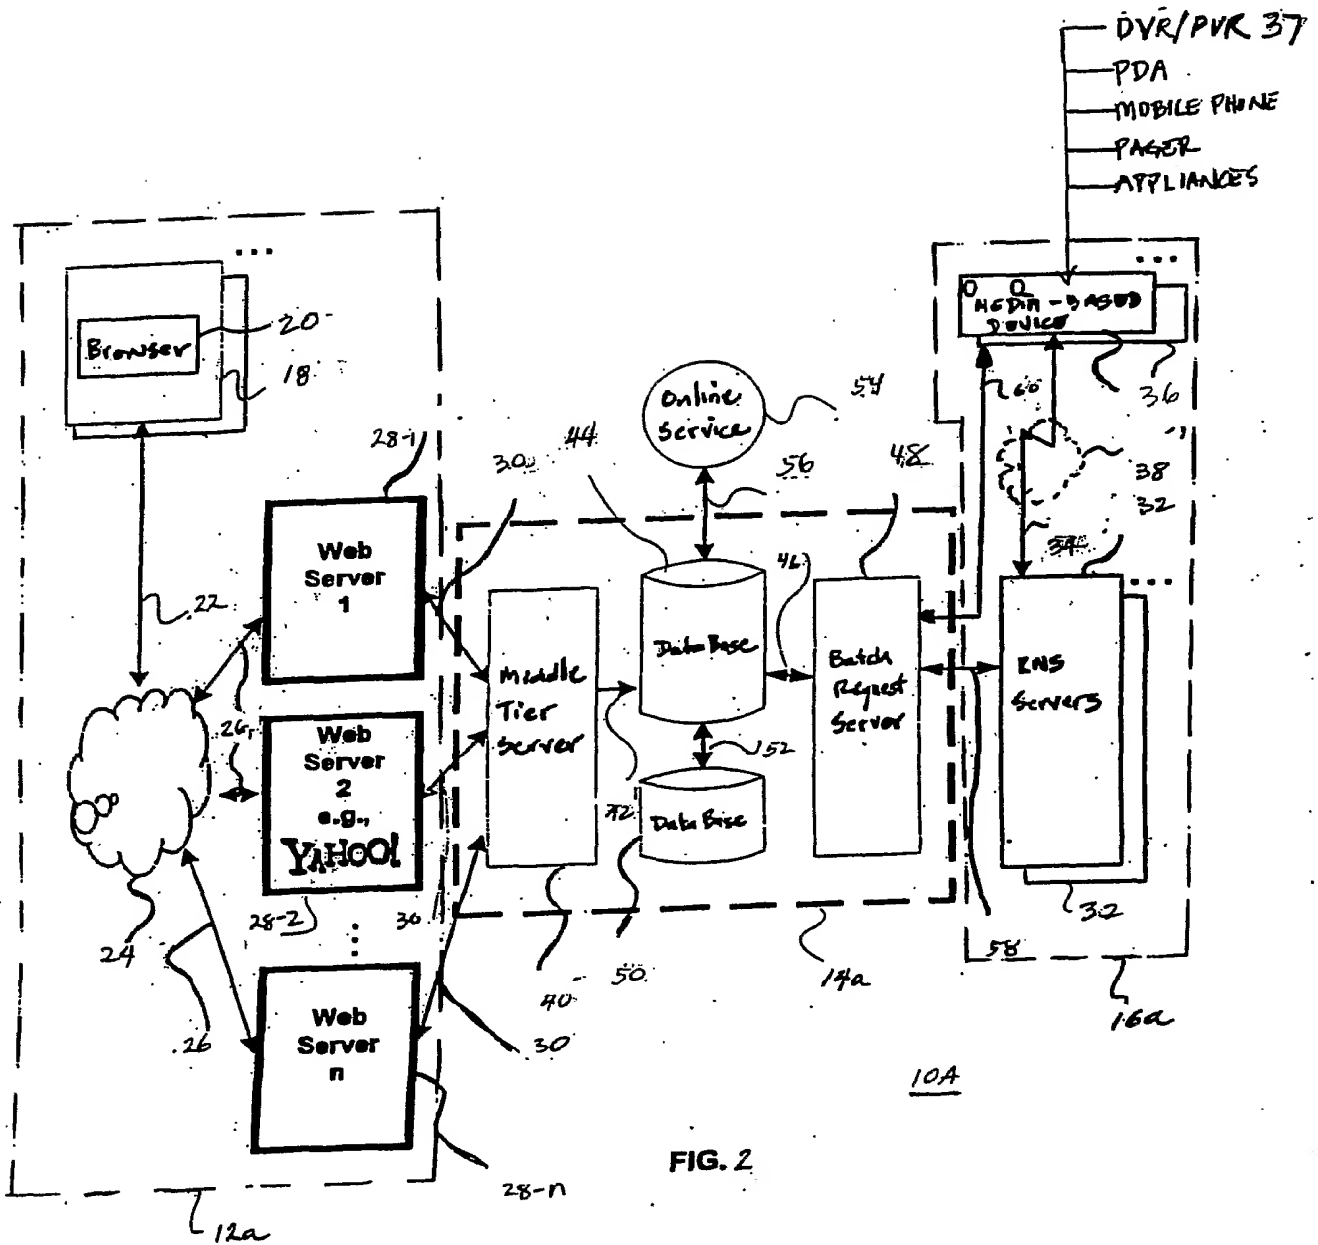 DVR/PVR 37
PDA
MOBILE PHONE
PAGER
APPLIANCES
...
Browser
20
18
...
MEDIA-BASED
DEVICE
60
36
Online
Service
54
28-1
30
44
56
48
38
32
34
Web
Server
1
22
46
...
Middle
Tier
Server
Data Base
Batch
Request
Server
Servers
26
Web
Server
2
e.g.,
YAHOO!
52
Data Base
28-2
30
32
24
50
14a
58
40
16a
26
Web
Server
n
30
10A
28-n
FIG. 2
12a